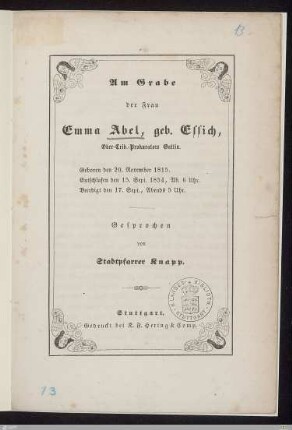 13.
Am Grabe
der Frau
Emma Abel, geb. Essich,
Ober-Trib.-Prokurators Gattin.
Geboren den 20. November 1815.
Entschlafen den 15. Sept. 1854, Ab. 6 Uhr.
Beerdigt den 17. Sept., Abends 5 Uhr.
Gesprochen
von
Stadtpfarrer Knapp.
Stuttgart.
Gedruckt bei K. F. Hering & Comp.
13